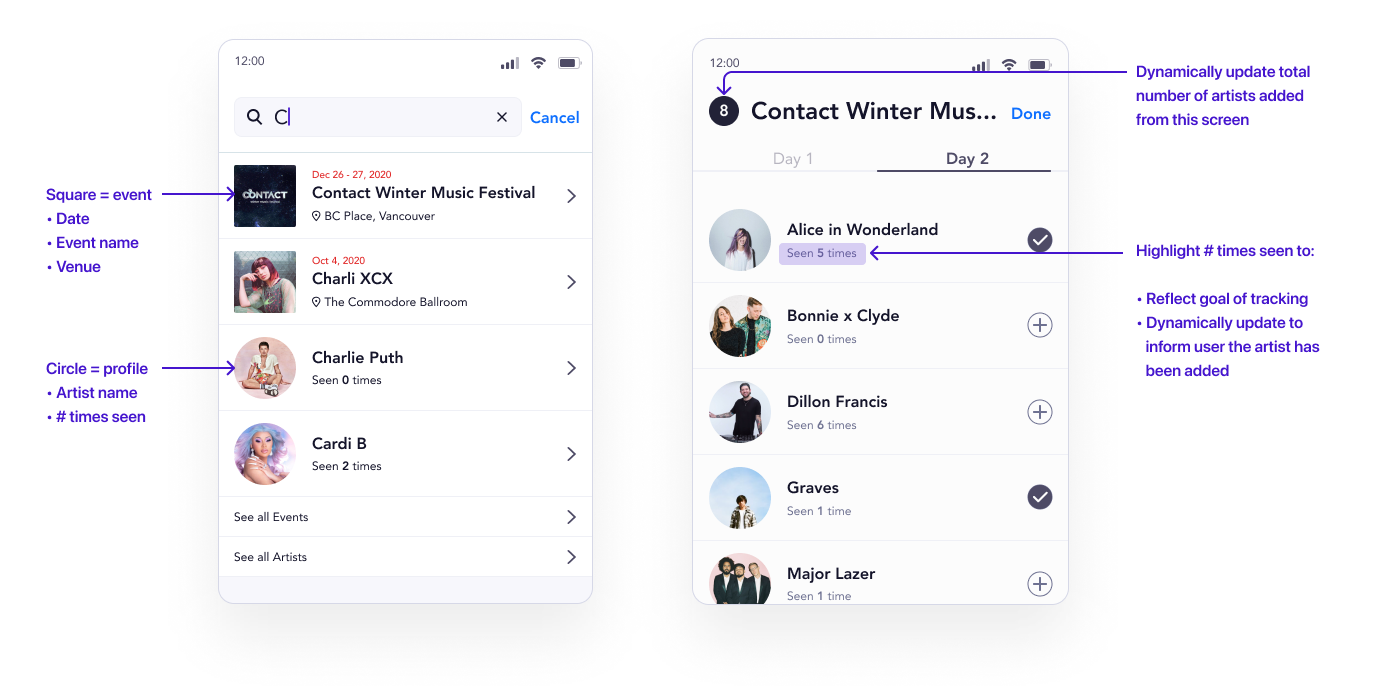 12:00
C
Cancel
Dec 26 - 27, 2020
Contact Winter Music Festival
BC Place, Vancouver
Oct 4, 2020
Charli XCX
The Commodore Ballroom
Charlie Puth
Seen 0 times
Cardi B
Seen 2 times
See all Events
See all Artists
Square = event
• Date
• Event name
• Venue
Circle = profile
• Artist name
• # times seen
12:00
8
Contact Winter Mus...
Done
Day 1
Day 2
Alice in Wonderland
Seen 5 times
Bonnie x Clyde
Seen 0 times
Dillon Francis
Seen 6 times
Graves
Seen 1 time
Major Lazer
Seen 1 time
Dynamically update total
number of artists added
from this screen
Highlight # times seen to:
• Reflect goal of tracking
• Dynamically update to
inform user the artist has
been added
CONTACT